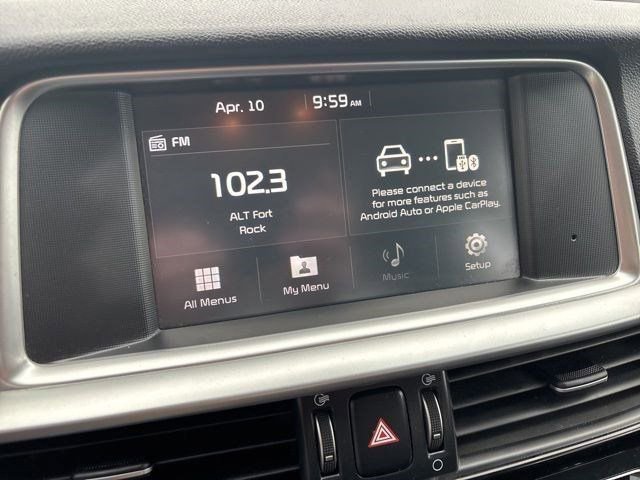 Apr. 10 9:59 AM
FM
102.3
ALT Fort
Rock
Please connect a device
for more features such as
Android Auto or Apple CarPlay.
All Menus
My Menu
Music
Setup